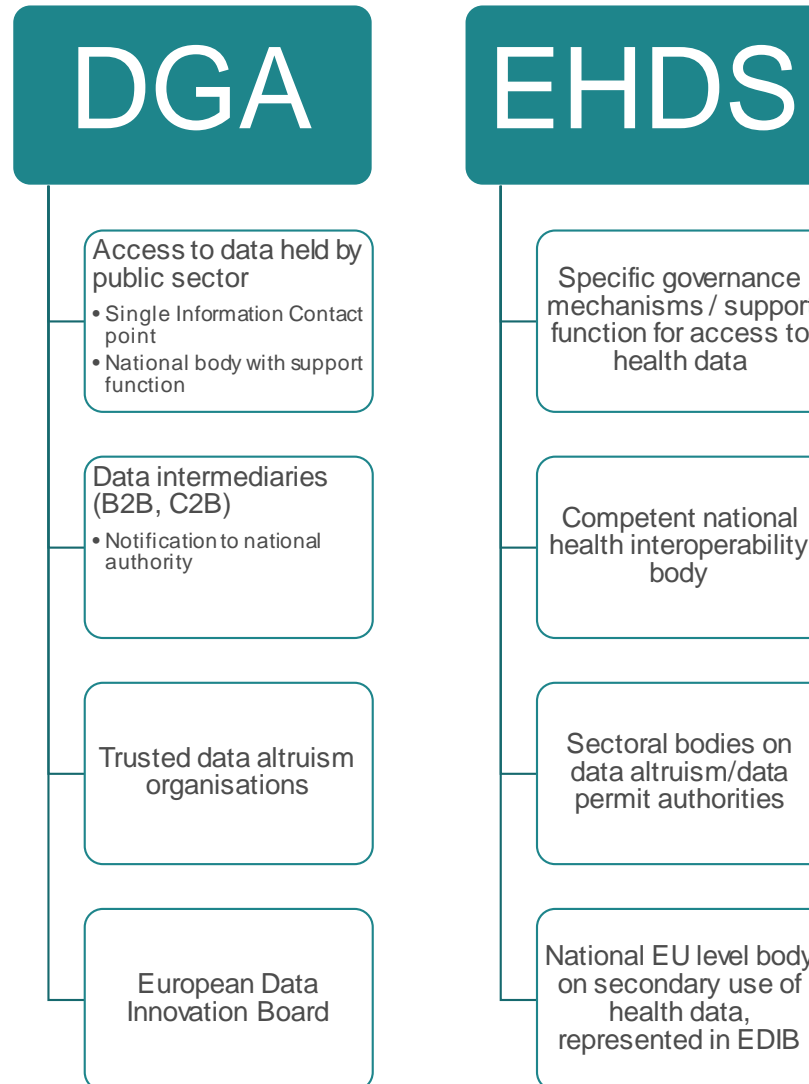 DGA
Access to data held by
public sector
• Single Information Contact
point
• National body with support
function
Data intermediaries
(B2B, C2B)
• Notification to national
authority
Trusted data altruism
organisations
European Data
Innovation Board
EHDS
Specific governance
mechanisms / support
function for access to
health data
Competent national
health interoperability
body
Sectoral bodies on
data altruism/data
permit authorities
National EU level body
on secondary use of
health data,
represented in EDIB